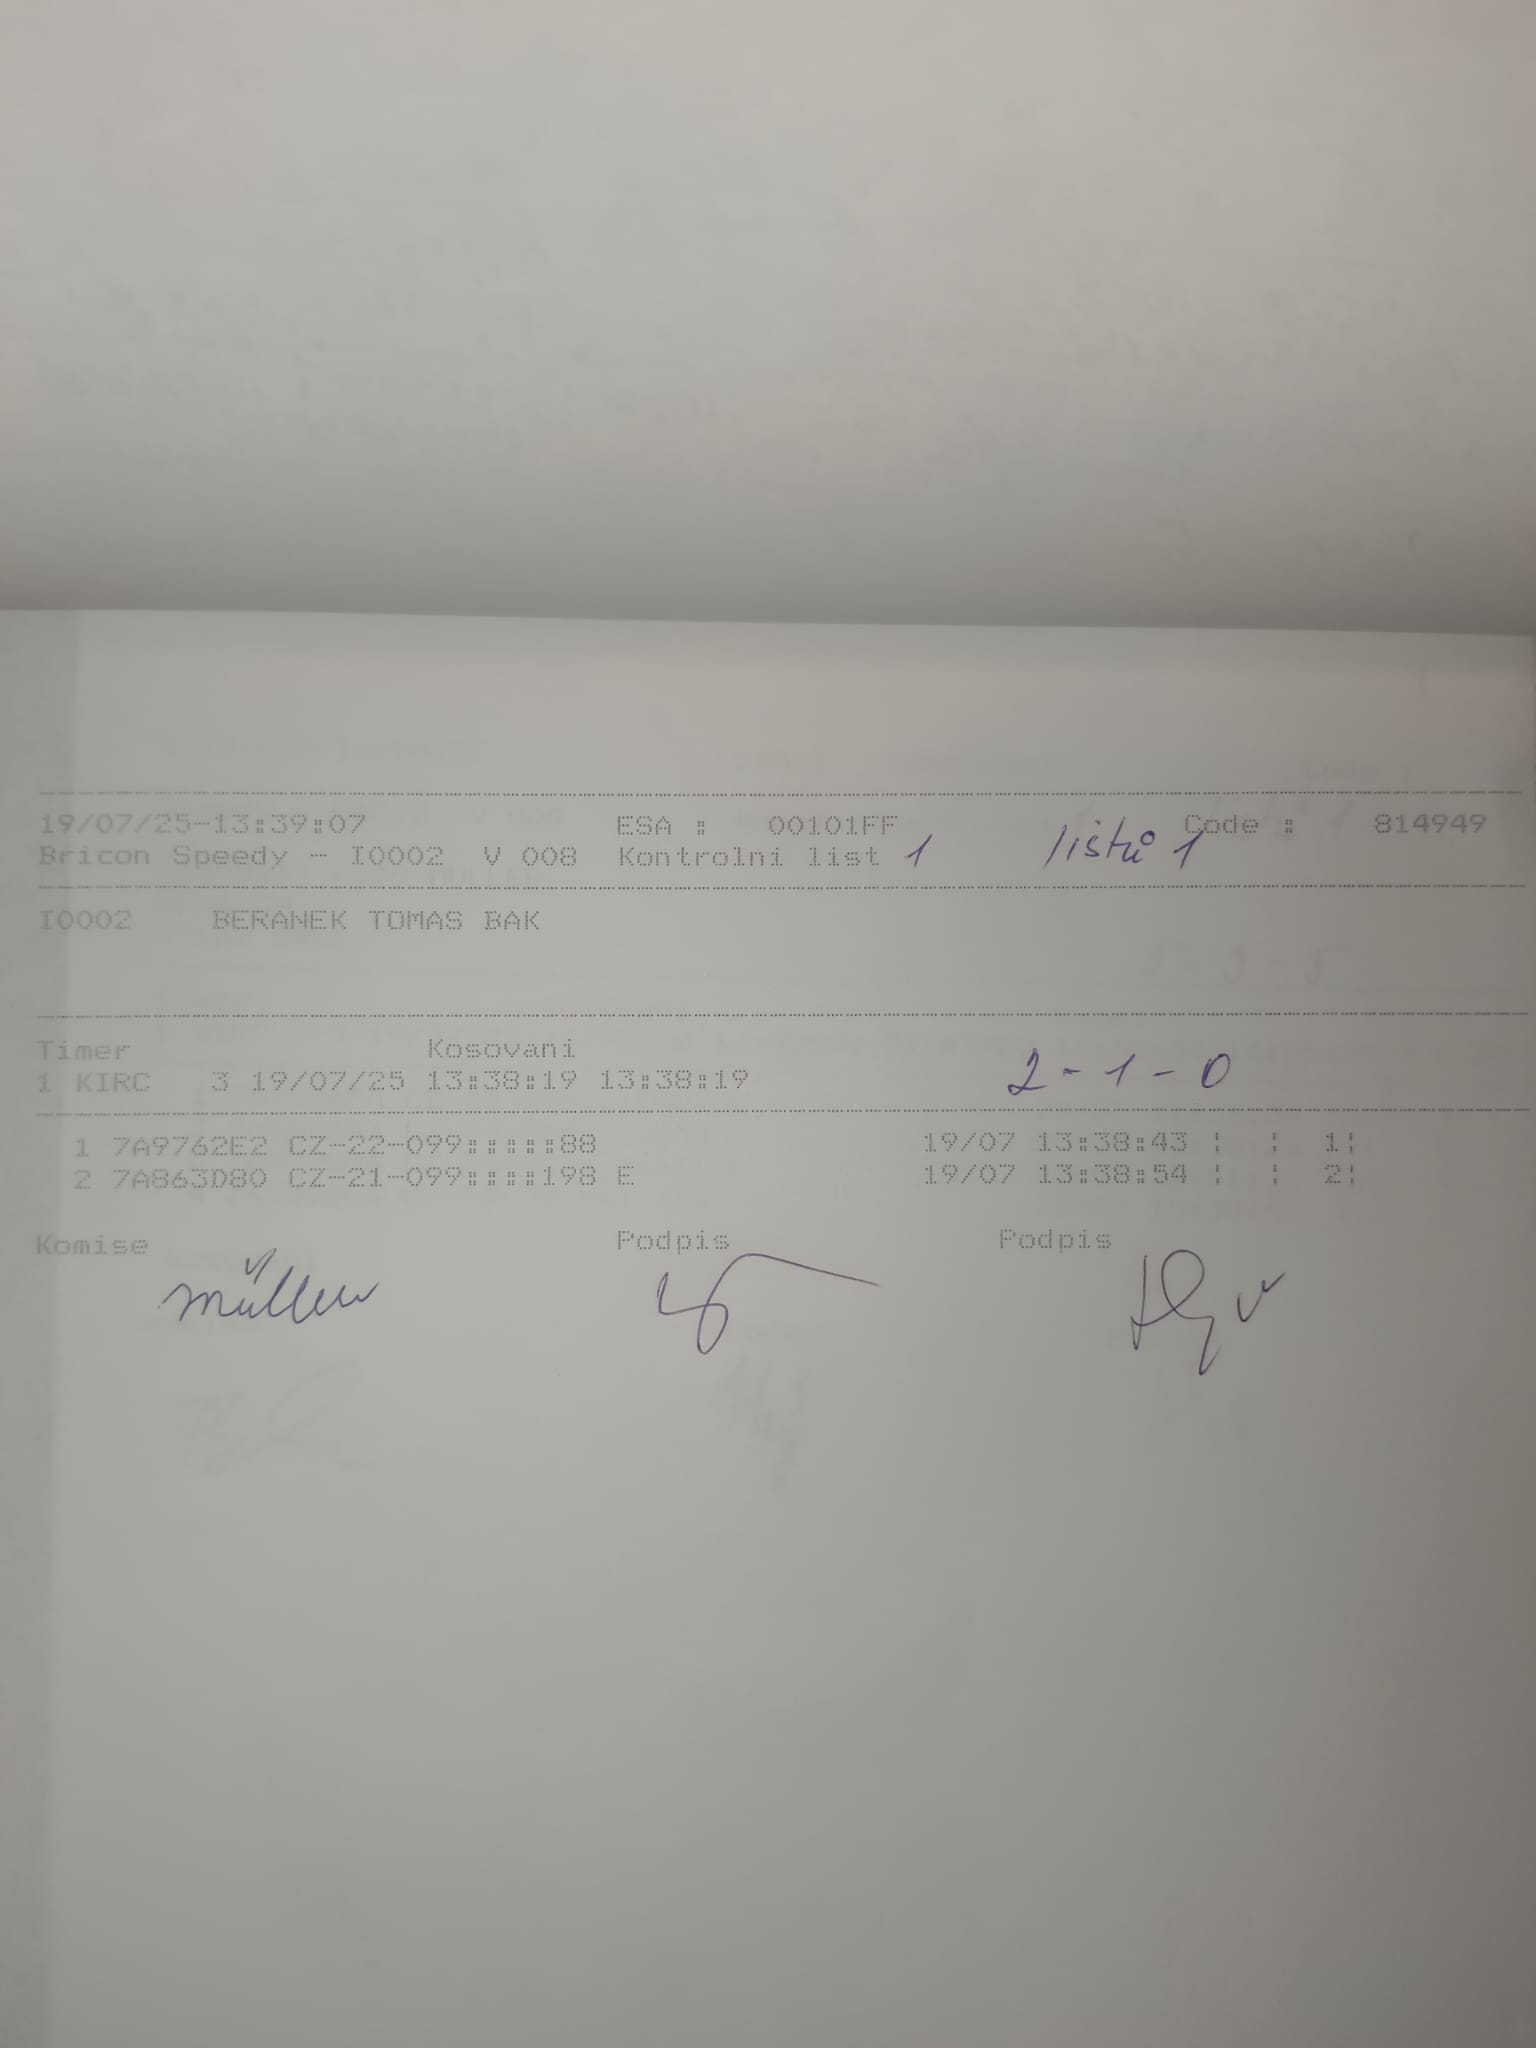 19/07/25-13:39:07 ESA : 00101FF Code : 814949
Bricon Speedy - I0002 V 008 Kontrolni list 1 listů 1
I0002 BERANEK TOMAS BAK
Timer Kosovani
1 KIRC 3 19/07/25 13:38:19 13:38:19 2-1-0
1 7A9762E2 CZ-22-099:::::88 19/07 13:38:43 ¦ ¦ 1¦
2 7A863D80 CZ-21-099::::198 E 19/07 13:38:54 ¦ ¦ 2¦
Komise Podpis Podpis
Müller